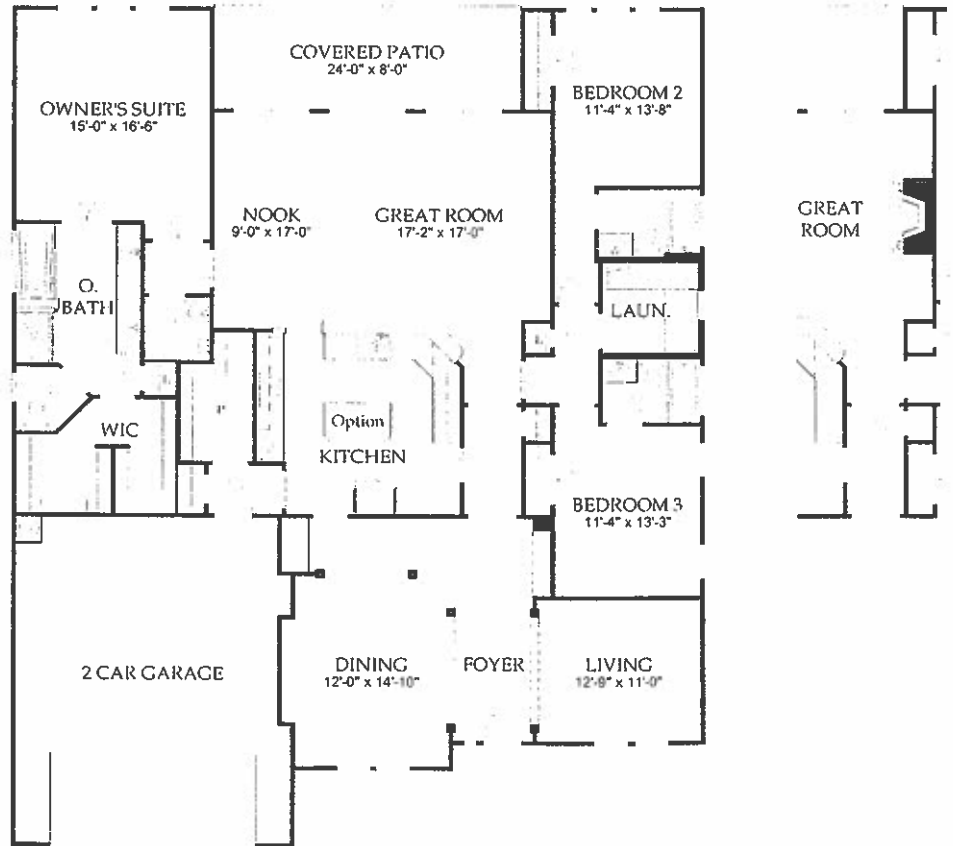 COVERED PATIO
24'-0" x 8'-0"
OWNER'S SUITE
15'-0" x 16'-6"
BEDROOM 2
11'-4" x 13'-8"
NOOK
9'-0" x 17'-0"
GREAT ROOM
17'-2" x 17'-0"
GREAT
ROOM
O.
BATH
LAUN.
WIC
Option
KITCHEN
BEDROOM 3
11'-4" x 13'-3"
2 CAR GARAGE
DINING
12'-0" x 14'-10"
FOYER
LIVING
12'-9" x 11'-0"